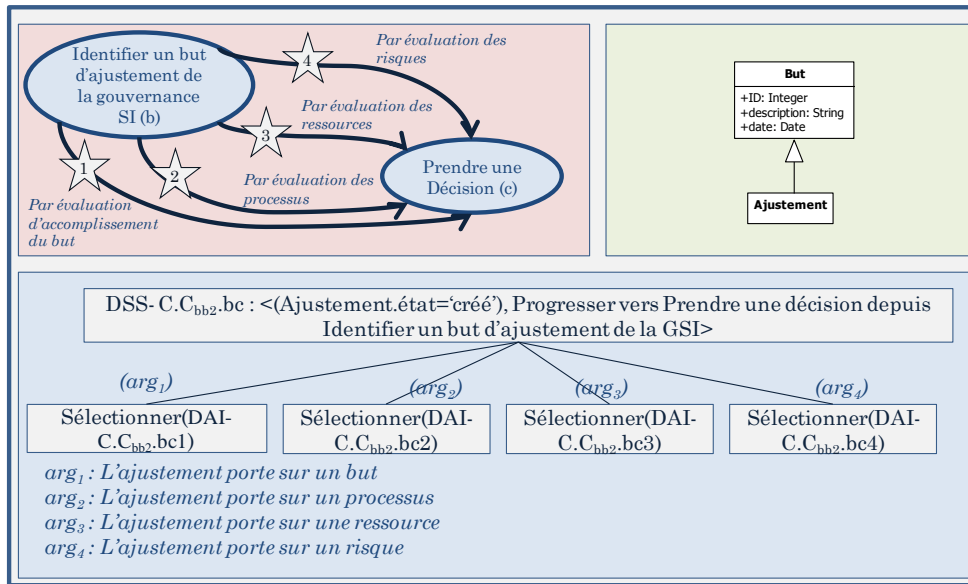 Identifier un but
d'ajustement de
la gouvernance
SI (b)
4
Par évaluation des
risques
3
Par évaluation des
ressources
1
2
Par évaluation des
processus
Par évaluation
d'accomplissement
du but
Prendre une
Décision (c)
But
+ID: Integer
+description: String
+date: Date
Ajustement
DSS- C.C_bb2.bc : <(Ajustement.état=‘créé’), Progresser vers Prendre une décision depuis
Identifier un but d’ajustement de la GSI>
(arg1) (arg2) (arg3) (arg4)
Sélectionner(DAI-
C.C_bb2.bc1)
Sélectionner(DAI-
C.C_bb2.bc2)
Sélectionner(DAI-
C.C_bb2.bc3)
Sélectionner(DAI-
C.C_bb2.bc4)
arg1 : L’ajustement porte sur un but
arg2 : L’ajustement porte sur un processus
arg3 : L’ajustement porte sur une ressource
arg4 : L’ajustement porte sur un risque